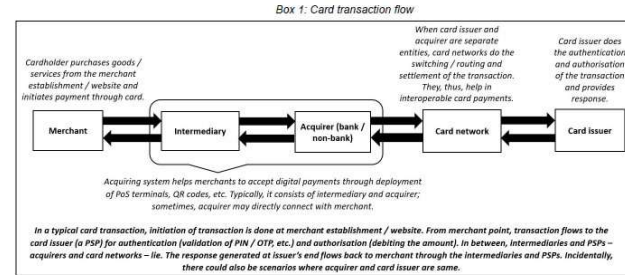 Box 1: Card transaction flow
Cardholder purchases goods /
services from the merchant
establishment / website and
initiates payment through card.
When card issuer and
acquirer are separate
entities, card networks do the
switching / routing and
settlement of the transaction.
They, thus, help in
interoperable card payments.
Card issuer does
the authentication
and authorisation
of the transaction
and provides
response.
Merchant
Intermediary
Acquirer (bank /
non-bank)
Card network
Card issuer
Acquiring system helps merchants to accept digital payments through deployment
of PoS terminals, QR codes, etc. Typically, it consists of intermediary and acquirer;
sometimes, acquirer may directly connect with merchant.
In a typical card transaction, initiation of transaction is done at merchant establishment / website. From merchant point, transaction flows to
the card issuer (a PSP) for authentication (validation of PIN / OTP, etc.) and authorisation (debiting the amount). In between, intermediaries and PSPs –
acquirers and card networks – lie. The response generated at issuer's end flows back to merchant through the intermediaries and PSPs. Incidentally,
there could also be scenarios where acquirer and card issuer are same.